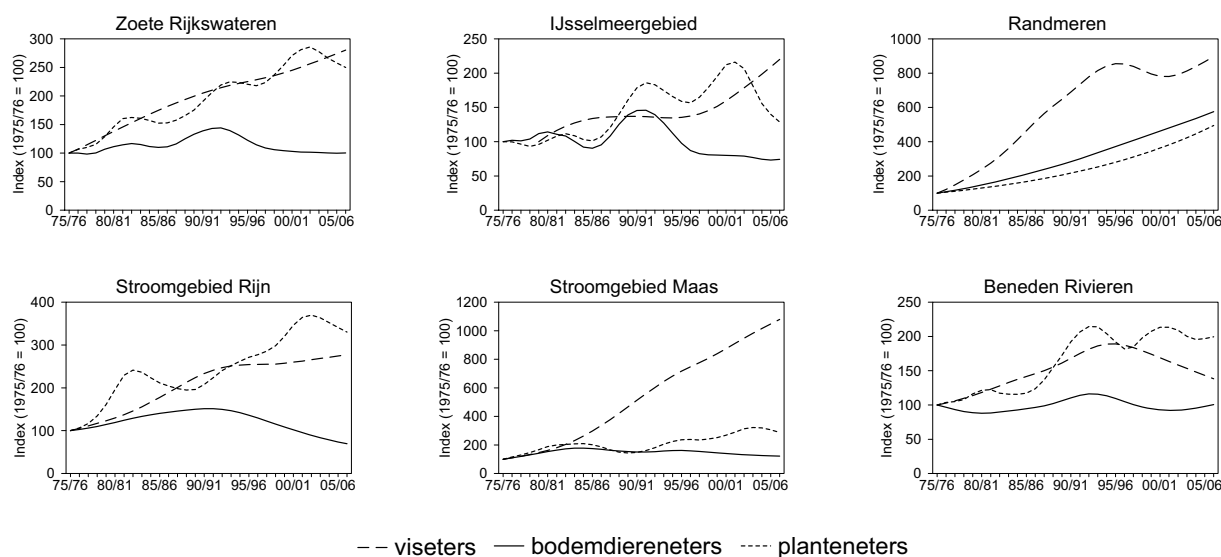 Zoete Rijkswateren
Index (1975/76 = 100)
300
250
200
150
100
50
0
75/76 80/81 85/86 90/91 95/96 00/01 05/06
IJsselmeergebied
Index (1975/76 = 100)
250
200
150
100
50
0
75/76 80/81 85/86 90/91 95/96 00/01 05/06
Randmeren
Index (1975/76 = 100)
1000
800
600
400
200
0
75/76 80/81 85/86 90/91 95/96 00/01 05/06
Stroomgebied Rijn
Index (1975/76 = 100)
400
300
200
100
0
75/76 80/81 85/86 90/91 95/96 00/01 05/06
Stroomgebied Maas
Index (1975/76 = 100)
1200
1000
800
600
400
200
0
75/76 80/81 85/86 90/91 95/96 00/01 05/06
Beneden Rivieren
Index (1975/76 = 100)
250
200
150
100
50
0
75/76 80/81 85/86 90/91 95/96 00/01 05/06
viseters bodemdiereneters planteneters